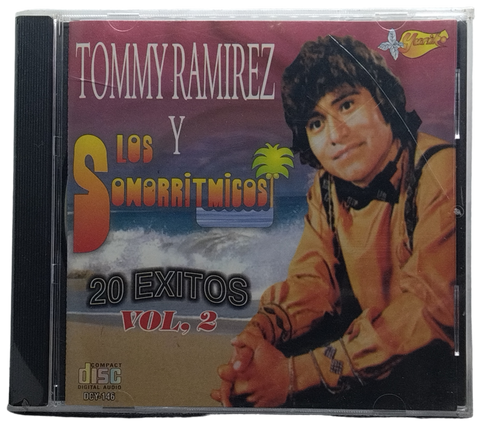 TOMMY RAMIREZ
Y
LOS
SONORRITMICOS
20 EXITOS
VOL, 2
COMPACT
disc
DIGITAL AUDIO
DCY-146